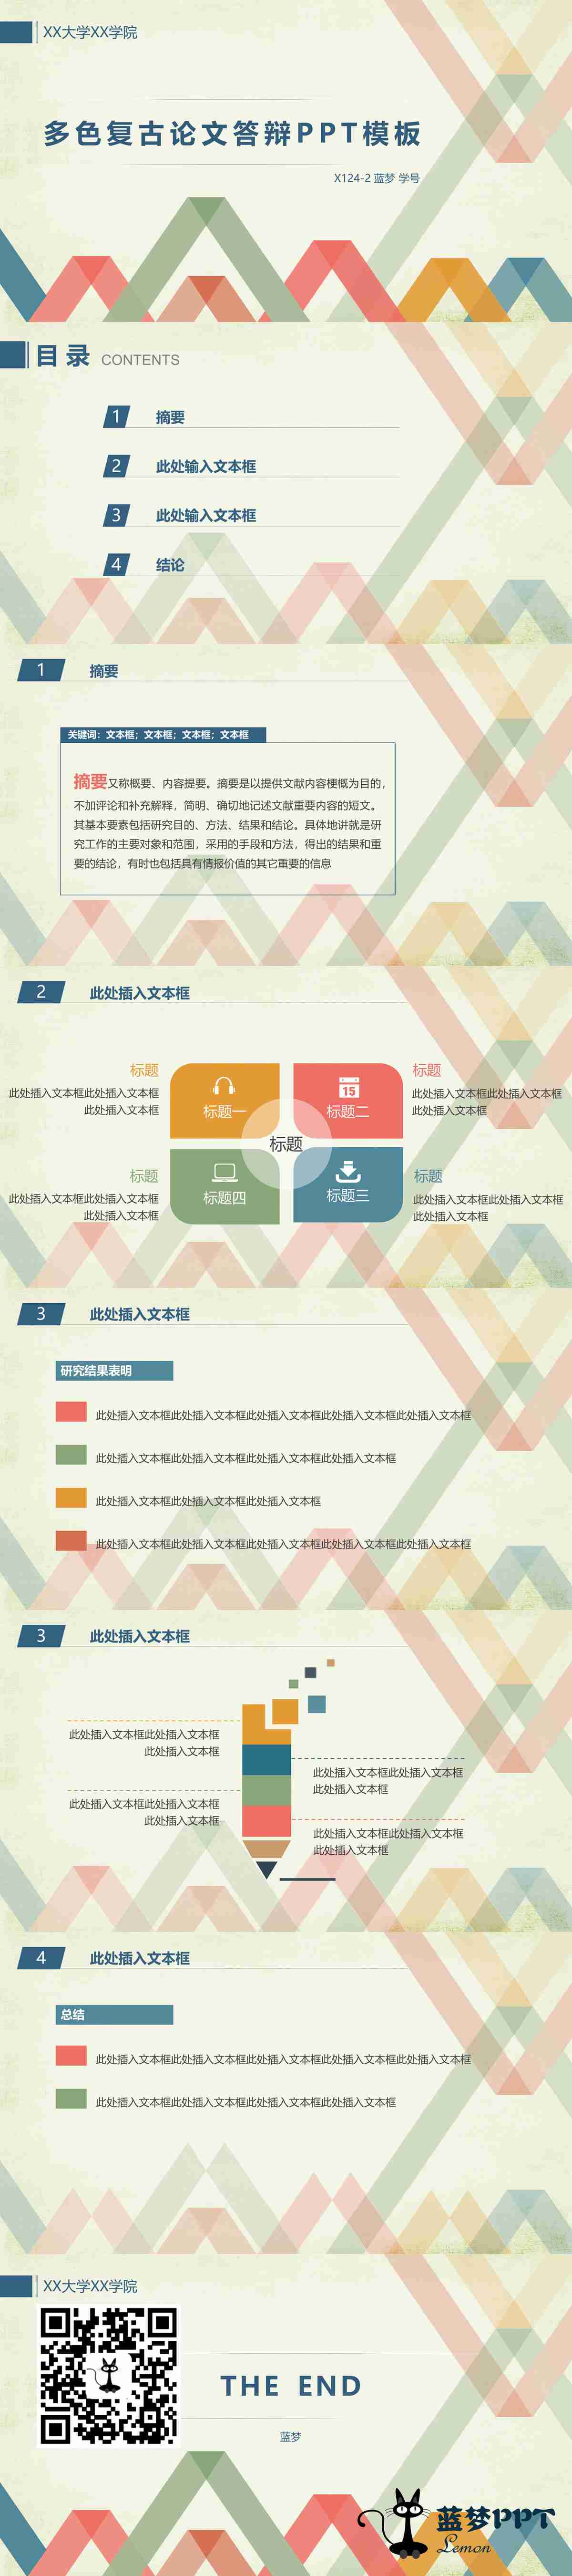 XX大学XX学院
多色复古论文答辩PPT模板
X124-2 蓝梦 学号
目录 CONTENTS
1 摘要
2 此处输入文本框
3 此处输入文本框
4 结论
1 摘要
关键词：文本框；文本框；文本框；文本框
摘要又称概要、内容提要。摘要是以提供文献内容梗概为目的，
不加评论和补充解释，简明、确切地记述文献重要内容的短文。
其基本要素包括研究目的、方法、结果和结论。具体地讲就是研
究工作的主要对象和范围，采用的手段和方法，得出的结果和重
要的结论，有时也包括具有情报价值的其它重要的信息
2 此处插入文本框
标题
此处插入文本框此处插入文本框
此处插入文本框
标题一
15
标题二
标题
此处插入文本框此处插入文本框
此处插入文本框
标题
标题
此处插入文本框此处插入文本框
此处插入文本框
标题四
标题三
标题
此处插入文本框此处插入文本框
此处插入文本框
3 此处插入文本框
研究结果表明
此处插入文本框此处插入文本框此处插入文本框此处插入文本框此处插入文本框
此处插入文本框此处插入文本框此处插入文本框此处插入文本框
此处插入文本框此处插入文本框此处插入文本框
此处插入文本框此处插入文本框此处插入文本框此处插入文本框此处插入文本框
3 此处插入文本框
此处插入文本框此处插入文本框
此处插入文本框
此处插入文本框此处插入文本框
此处插入文本框
此处插入文本框此处插入文本框
此处插入文本框
此处插入文本框此处插入文本框
此处插入文本框
4 此处插入文本框
总结
此处插入文本框此处插入文本框此处插入文本框此处插入文本框此处插入文本框
此处插入文本框此处插入文本框此处插入文本框此处插入文本框
XX大学XX学院
THE END
蓝梦
蓝梦PPT
Lemon